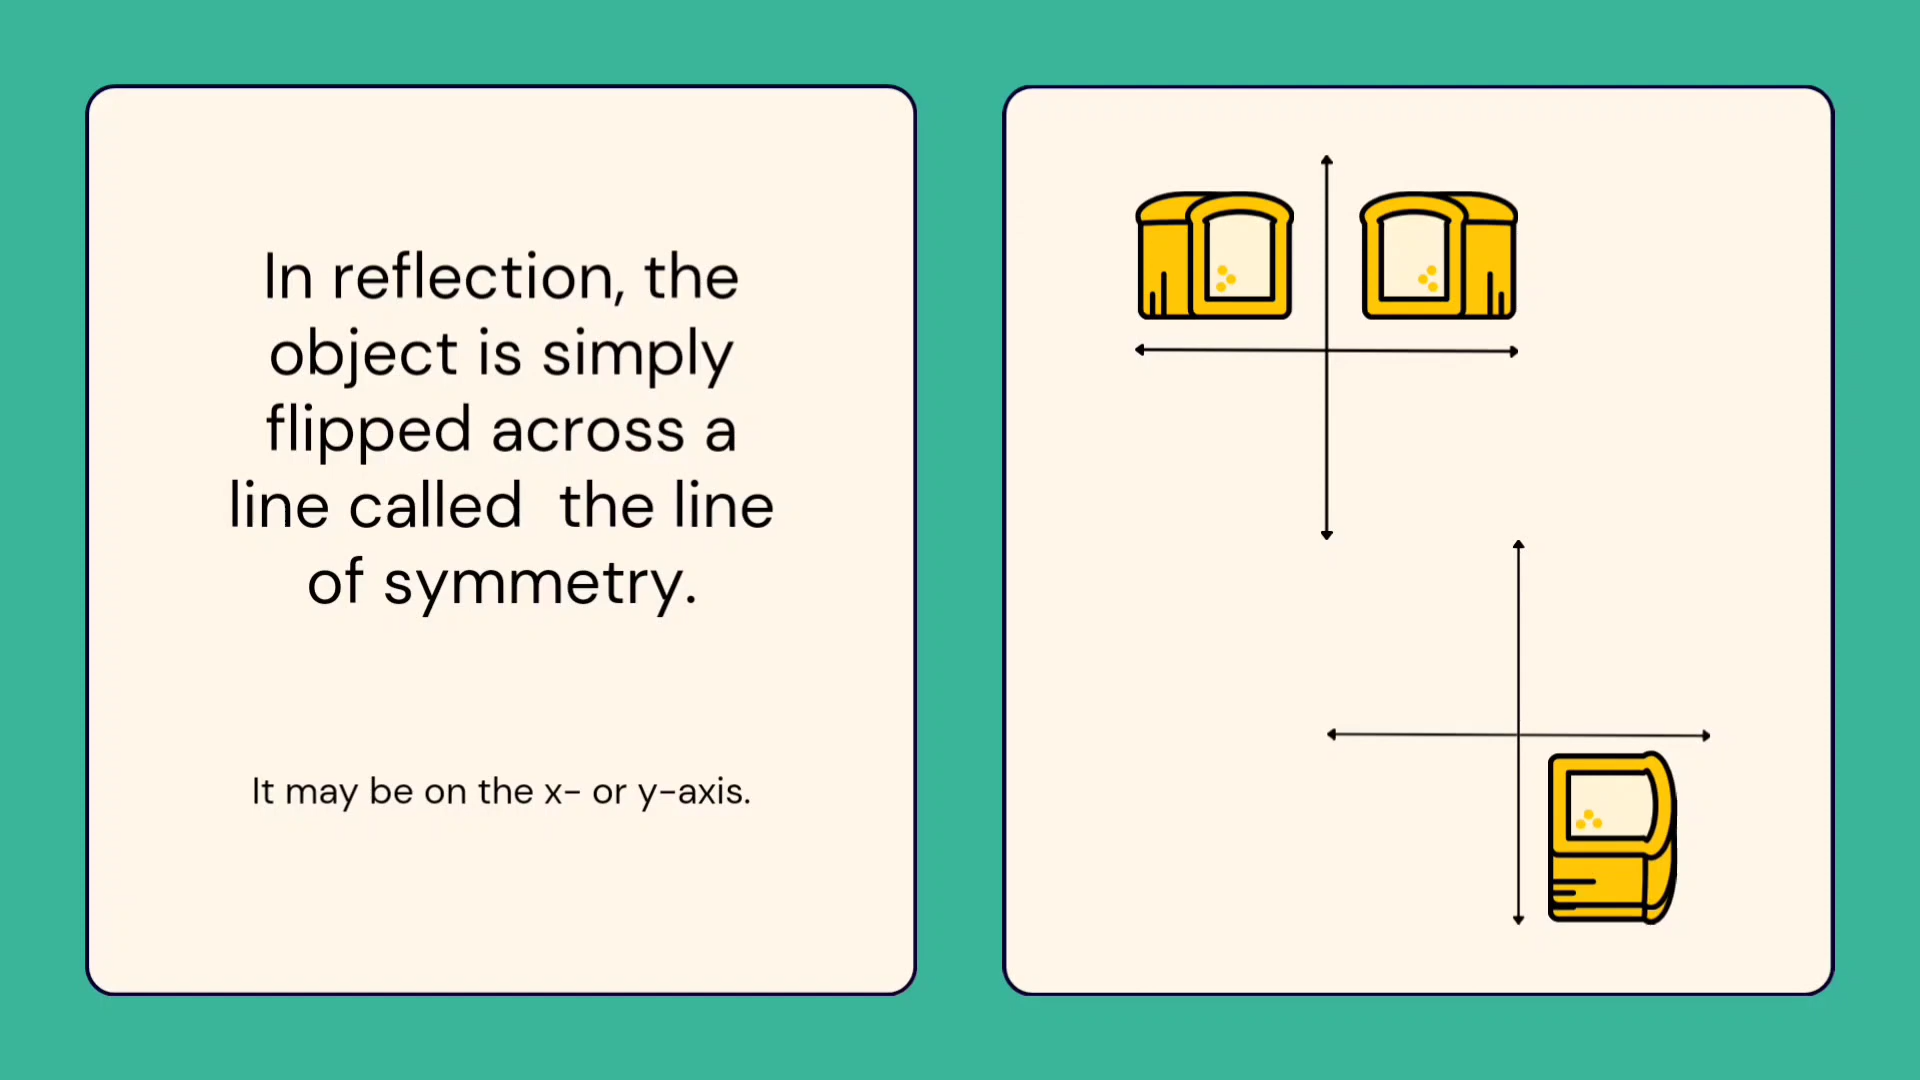 In reflection, the
object is simply
flipped across a
line called  the line
of symmetry.
It may be on the x- or y-axis.